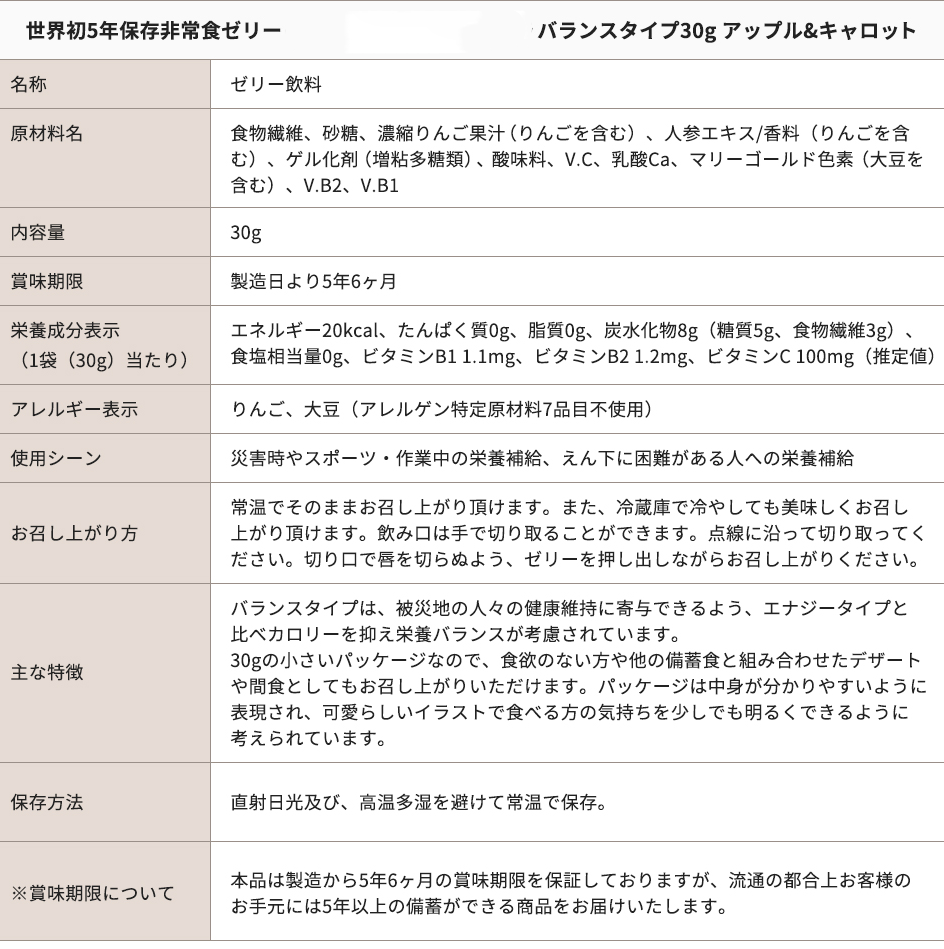 世界初5年保存非常食ゼリー　バランスタイプ30g アップル&キャロット
名称
ゼリー飲料
原材料名
食物繊維、砂糖、濃縮りんご果汁（りんごを含む）、人参エキス/香料（りんごを含
む）、ゲル化剤（増粘多糖類）、酸味料、V.C、乳酸Ca、マリーゴールド色素（大豆を
含む）、V.B2、V.B1
内容量
30g
賞味期限
製造日より5年6ヶ月
栄養成分表示
（1袋（30g）当たり）
エネルギー20kcal、たんぱく質0g、脂質0g、炭水化物8g（糖質5g、食物繊維3g）、
食塩相当量0g、ビタミンB1 1.1mg、ビタミンB2 1.2mg、ビタミンC 100mg（推定値）
アレルギー表示
りんご、大豆（アレルゲン特定原材料7品目不使用）
使用シーン
災害時やスポーツ・作業中の栄養補給、えん下に困難がある人への栄養補給
お召し上がり方
常温でそのままお召し上がり頂けます。また、冷蔵庫で冷やしても美味しくお召し
上がり頂けます。飲み口は手で切り取ることができます。点線に沿って切り取ってく
ださい。切り口で唇を切らぬよう、ゼリーを押し出しながらお召し上がりください。
主な特徴
バランスタイプは、被災地の人々の健康維持に寄与できるよう、エナジータイプと
比べカロリーを抑え栄養バランスが考慮されています。
30gの小さいパッケージなので、食欲のない方や他の備蓄食と組み合わせたデザート
や間食としてもお召し上がりいただけます。パッケージは中身が分かりやすいように
表現され、可愛らしいイラストで食べる方の気持ちを少しでも明るくできるように
考えられています。
保存方法
直射日光及び、高温多湿を避けて常温で保存。
※賞味期限について
本品は製造から5年6ヶ月の賞味期限を保証しておりますが、流通の都合上お客様の
お手元には5年以上の備蓄ができる商品をお届けいたします。